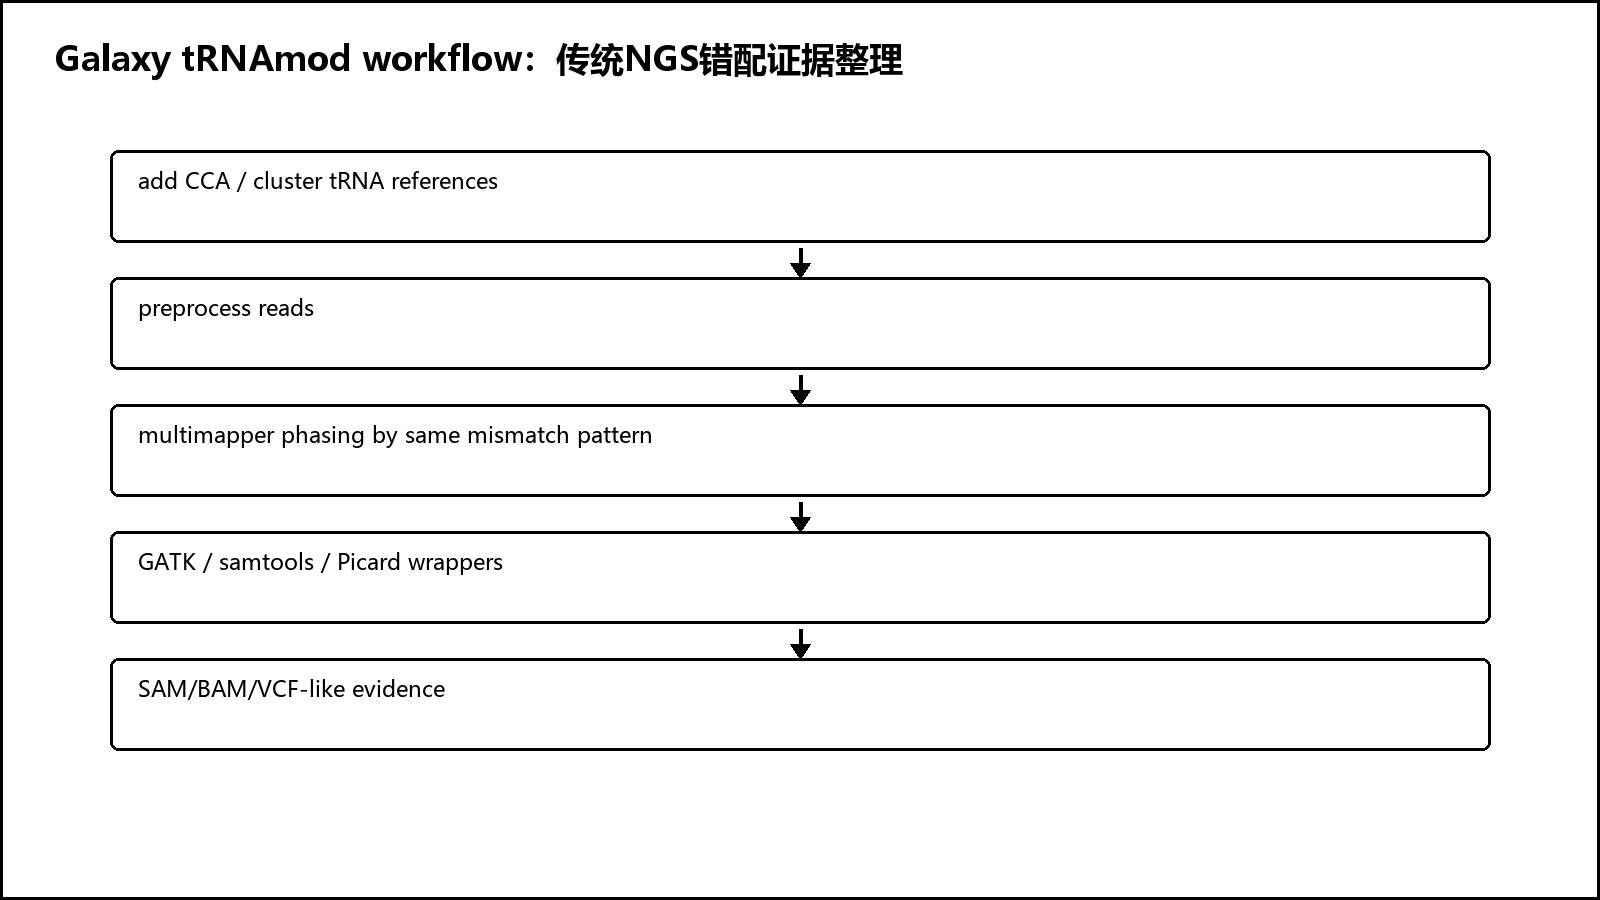 Galaxy tRNAmod workflow：传统NGS错配证据整理
add CCA / cluster tRNA references
preprocess reads
multimapper phasing by same mismatch pattern
GATK / samtools / Picard wrappers
SAM/BAM/VCF-like evidence